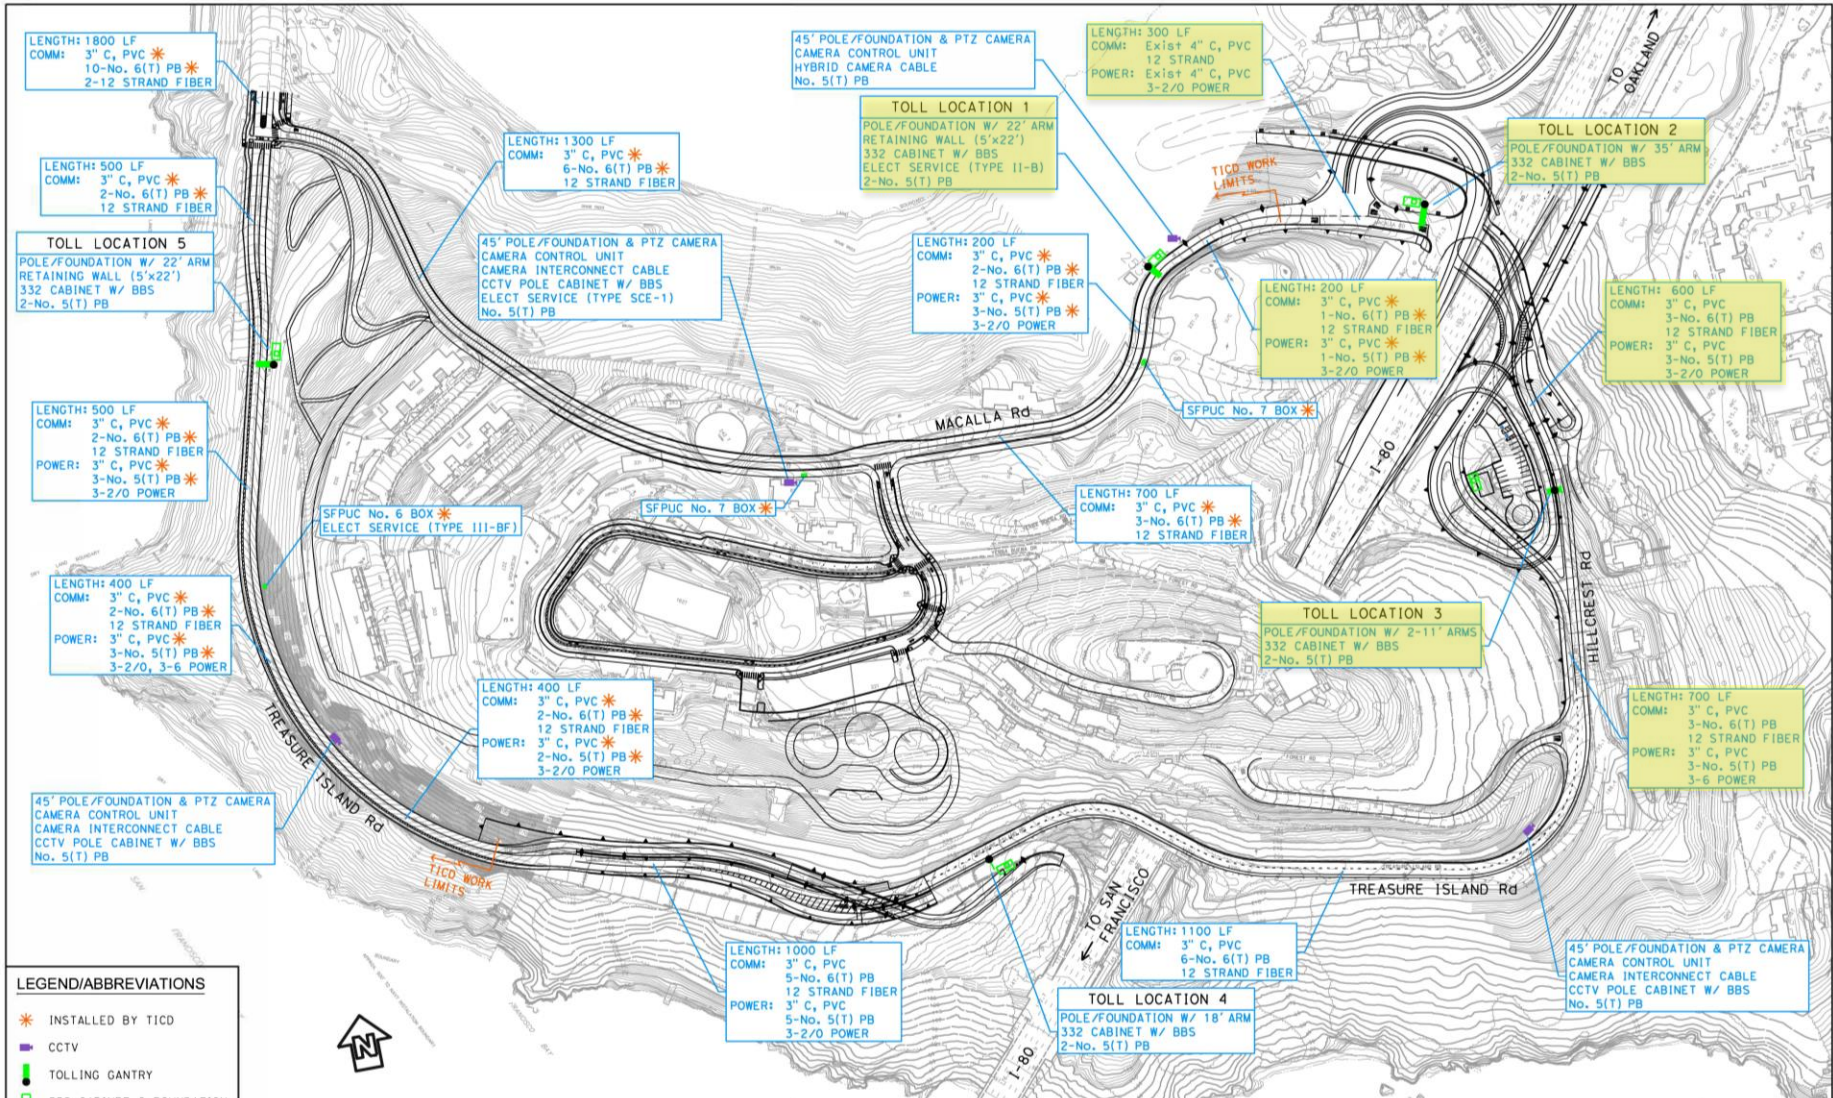 LENGTH: 1800 LF
COMM: 3" C, PVC ✳
10-No. 6(T) PB ✳
2-12 STRAND FIBER
LENGTH: 500 LF
COMM: 3" C, PVC ✳
2-No. 6(T) PB ✳
12 STRAND FIBER
TOLL LOCATION 5
POLE/FOUNDATION W/ 22' ARM
RETAINING WALL (5'x22')
332 CABINET W/ BBS
2-No. 5(T) PB
LENGTH: 500 LF
COMM: 3" C, PVC ✳
2-No. 6(T) PB ✳
12 STRAND FIBER
POWER: 3" C, PVC ✳
3-No. 5(T) PB ✳
3-2/0 POWER
SFPUC No. 6 BOX ✳
ELECT SERVICE (TYPE III-BF)
LENGTH: 400 LF
COMM: 3" C, PVC ✳
2-No. 6(T) PB ✳
12 STRAND FIBER
POWER: 3" C, PVC ✳
3-No. 5(T) PB ✳
3-2/0, 3-6 POWER
45' POLE/FOUNDATION & PTZ CAMERA
CAMERA CONTROL UNIT
CAMERA INTERCONNECT CABLE
CCTV POLE CABINET W/ BBS
No. 5(T) PB
TREASURE ISLAND Rd
TICD WORK
LIMITS
LENGTH: 1300 LF
COMM: 3" C, PVC ✳
6-No. 6(T) PB ✳
12 STRAND FIBER
45' POLE/FOUNDATION & PTZ CAMERA
CAMERA CONTROL UNIT
CAMERA INTERCONNECT CABLE
CCTV POLE CABINET W/ BBS
ELECT SERVICE (TYPE SCE-1)
No. 5(T) PB
SFPUC No. 7 BOX ✳
LENGTH: 400 LF
COMM: 3" C, PVC ✳
2-No. 6(T) PB ✳
12 STRAND FIBER
POWER: 3" C, PVC ✳
2-No. 5(T) PB ✳
3-2/0 POWER
LENGTH: 1000 LF
COMM: 3" C, PVC
5-No. 6(T) PB
12 STRAND FIBER
POWER: 3" C, PVC
5-No. 5(T) PB
3-2/0 POWER
45' POLE/FOUNDATION & PTZ CAMERA
CAMERA CONTROL UNIT
HYBRID CAMERA CABLE
No. 5(T) PB
TOLL LOCATION 1
POLE/FOUNDATION W/ 22' ARM
RETAINING WALL (5'x22')
332 CABINET W/ BBS
ELECT SERVICE (TYPE II-B)
2-No. 5(T) PB
LENGTH: 200 LF
COMM: 3" C, PVC ✳
2-No. 6(T) PB ✳
12 STRAND FIBER
POWER: 3" C, PVC ✳
3-No. 5(T) PB ✳
3-2/0 POWER
MACALLA Rd
SFPUC No. 7 BOX ✳
LENGTH: 700 LF
COMM: 3" C, PVC ✳
3-No. 6(T) PB ✳
12 STRAND FIBER
LENGTH: 300 LF
COMM: Exist 4" C, PVC
12 STRAND
POWER: Exist 4" C, PVC
3-2/0 POWER
TICD WORK
LIMITS
TO
OAKLAND
TOLL LOCATION 2
POLE/FOUNDATION W/ 35' ARM
332 CABINET W/ BBS
2-No. 5(T) PB
LENGTH: 200 LF
COMM: 3" C, PVC ✳
1-No. 6(T) PB ✳
12 STRAND FIBER
POWER: 3" C, PVC ✳
1-No. 5(T) PB ✳
3-2/0 POWER
LENGTH: 600 LF
COMM: 3" C, PVC
3-No. 6(T) PB
12 STRAND FIBER
POWER: 3" C, PVC
3-No. 5(T) PB
3-2/0 POWER
I-80
TOLL LOCATION 3
POLE/FOUNDATION W/ 2-11' ARMS
332 CABINET W/ BBS
2-No. 5(T) PB
HILLCREST Rd
LENGTH: 700 LF
COMM: 3" C, PVC
3-No. 6(T) PB
12 STRAND FIBER
POWER: 3" C, PVC
3-No. 5(T) PB
3-6 POWER
TREASURE ISLAND Rd
TO SAN
FRANCISCO
LENGTH: 1100 LF
COMM: 3" C, PVC
6-No. 6(T) PB
12 STRAND FIBER
TOLL LOCATION 4
POLE/FOUNDATION W/ 18' ARM
332 CABINET W/ BBS
2-No. 5(T) PB
I-80
45' POLE/FOUNDATION & PTZ CAMERA
CAMERA CONTROL UNIT
CAMERA INTERCONNECT CABLE
CCTV POLE CABINET W/ BBS
No. 5(T) PB
LEGEND/ABBREVIATIONS
✳ INSTALLED BY TICD
CCTV
TOLLING GANTRY
N
SAN
FRANCISCO
BAY